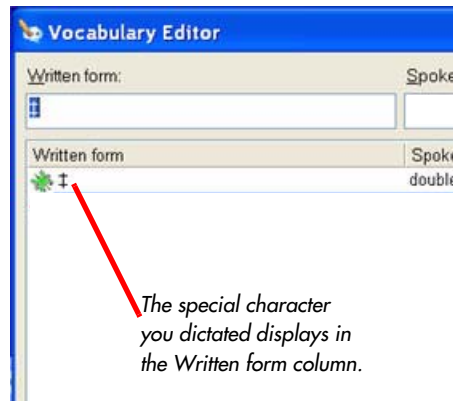 Vocabulary Editor
Written form: Spoke
‡
Written form Spoke
‡ double
The special character
you dictated displays in
the Written form column.